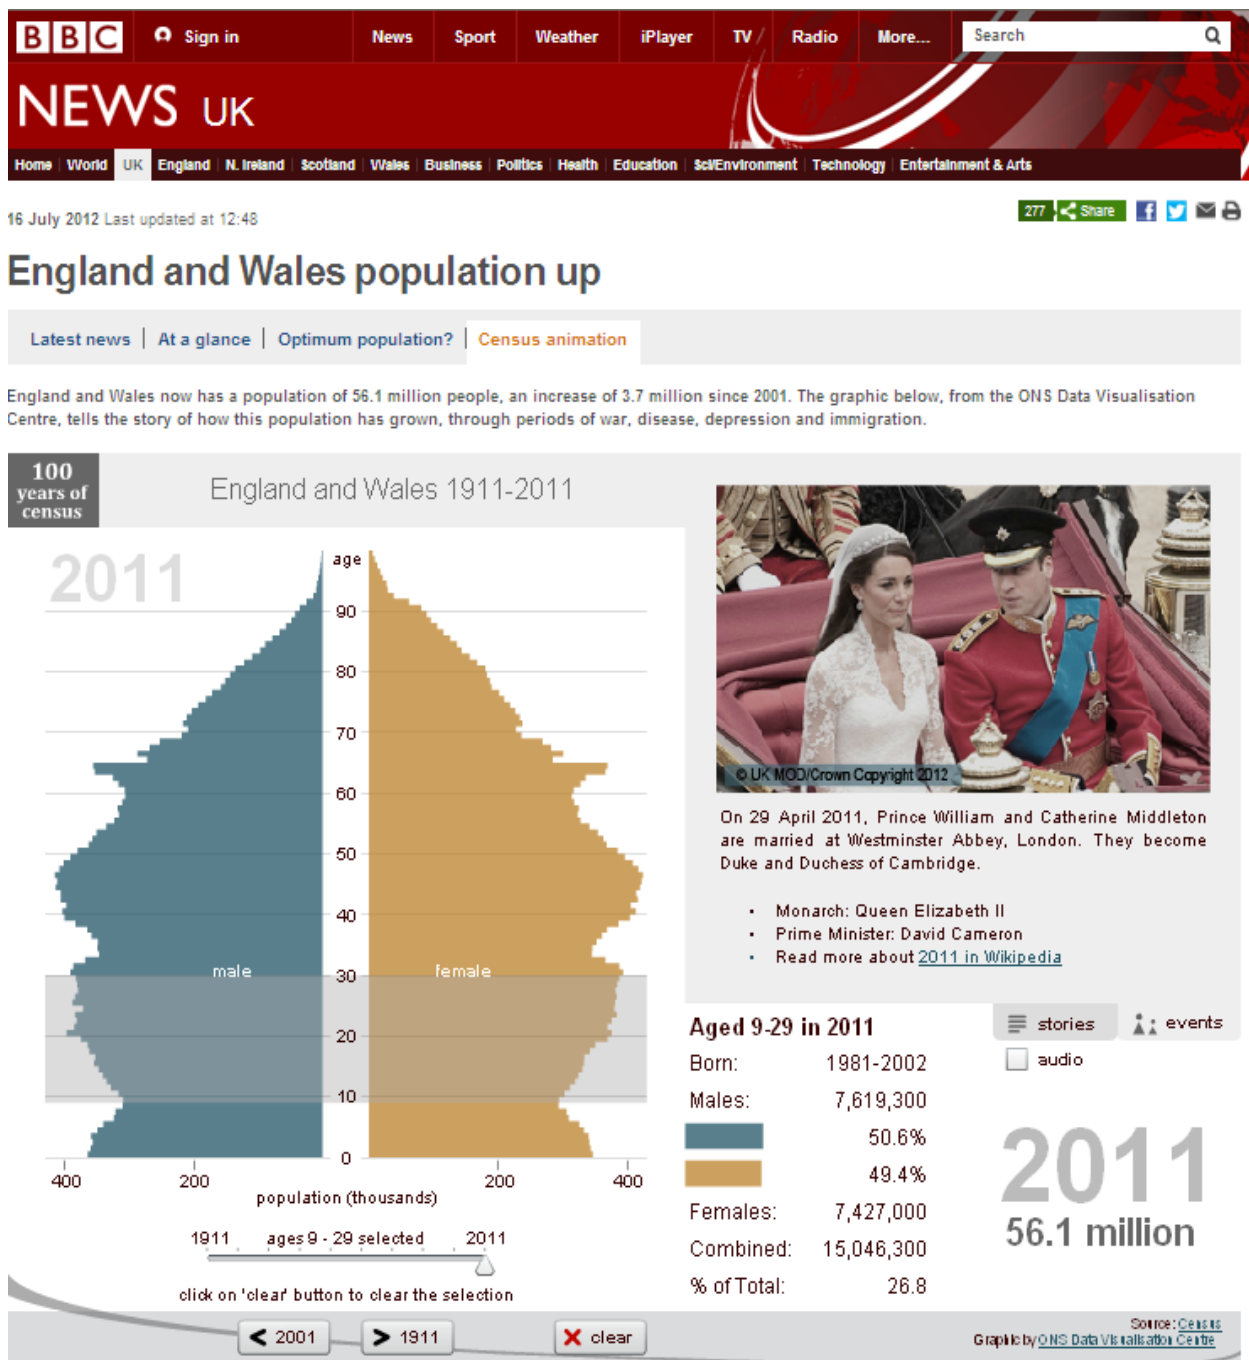 BBC Sign in News Sport Weather iPlayer TV Radio More... Search
NEWS UK
Home World UK England N. Ireland Scotland Wales Business Politics Health Education Sci/Environment Technology Entertainment & Arts
16 July 2012 Last updated at 12:48
277 Share
England and Wales population up
Latest news At a glance Optimum population? Census animation
England and Wales now has a population of 56.1 million people, an increase of 3.7 million since 2001. The graphic below, from the ONS Data Visualisation
Centre, tells the story of how this population has grown, through periods of war, disease, depression and immigration.
100
years of
census
England and Wales 1911-2011
2011
age
90
80
70
60
50
40
male 30 female
20
10
0
400 200 200 400
population (thousands)
1911 ages 9 - 29 selected 2011
click on 'clear' button to clear the selection
< 2001 > 1911 clear
© UK MOD/Crown Copyright 2012
On 29 April 2011, Prince William and Catherine Middleton
are married at Westminster Abbey, London. They become
Duke and Duchess of Cambridge.
• Monarch: Queen Elizabeth II
• Prime Minister: David Cameron
• Read more about 2011 in Wikipedia
stories events
audio
Aged 9-29 in 2011
Born: 1981-2002
Males: 7,619,300
50.6%
49.4%
Females: 7,427,000
Combined: 15,046,300
% of Total: 26.8
2011
56.1 million
Source: Census
Graphic by ONS Data Visualisation Centre